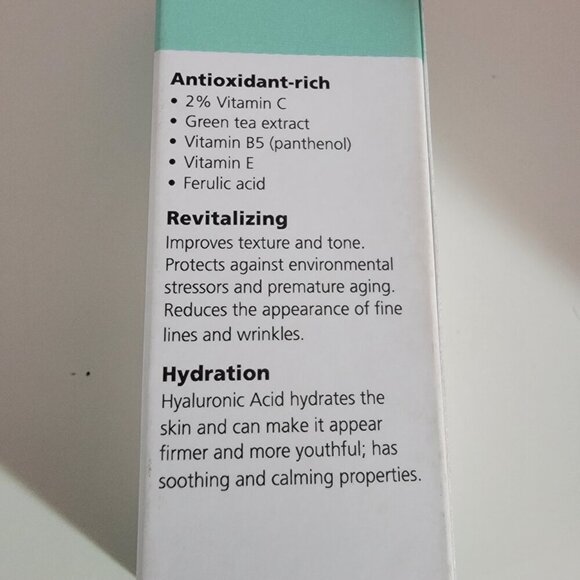 Antioxidant-rich
• 2% Vitamin C
• Green tea extract
• Vitamin B5 (panthenol)
• Vitamin E
• Ferulic acid
Revitalizing
Improves texture and tone.
Protects against environmental
stressors and premature aging.
Reduces the appearance of fine
lines and wrinkles.
Hydration
Hyaluronic Acid hydrates the
skin and can make it appear
firmer and more youthful; has
soothing and calming properties.